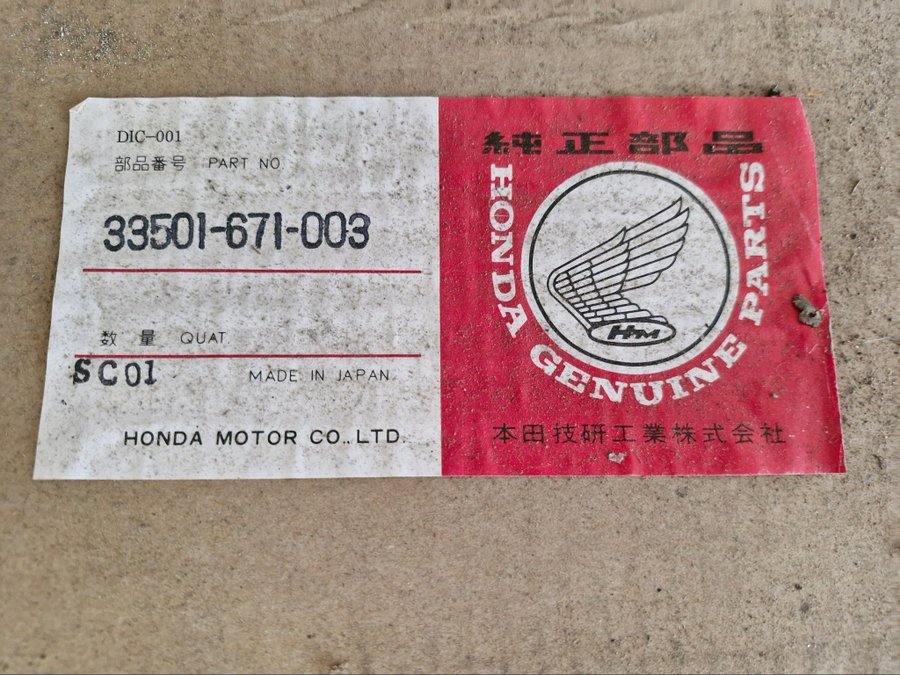 DIC-001
部品番号 PART NO.
33501-671-003
数量 QUAT.
SC01
MADE IN JAPAN
HONDA MOTOR CO.,LTD.
純正部品
HONDA GENUINE PARTS
HM
本田技研工業株式会社